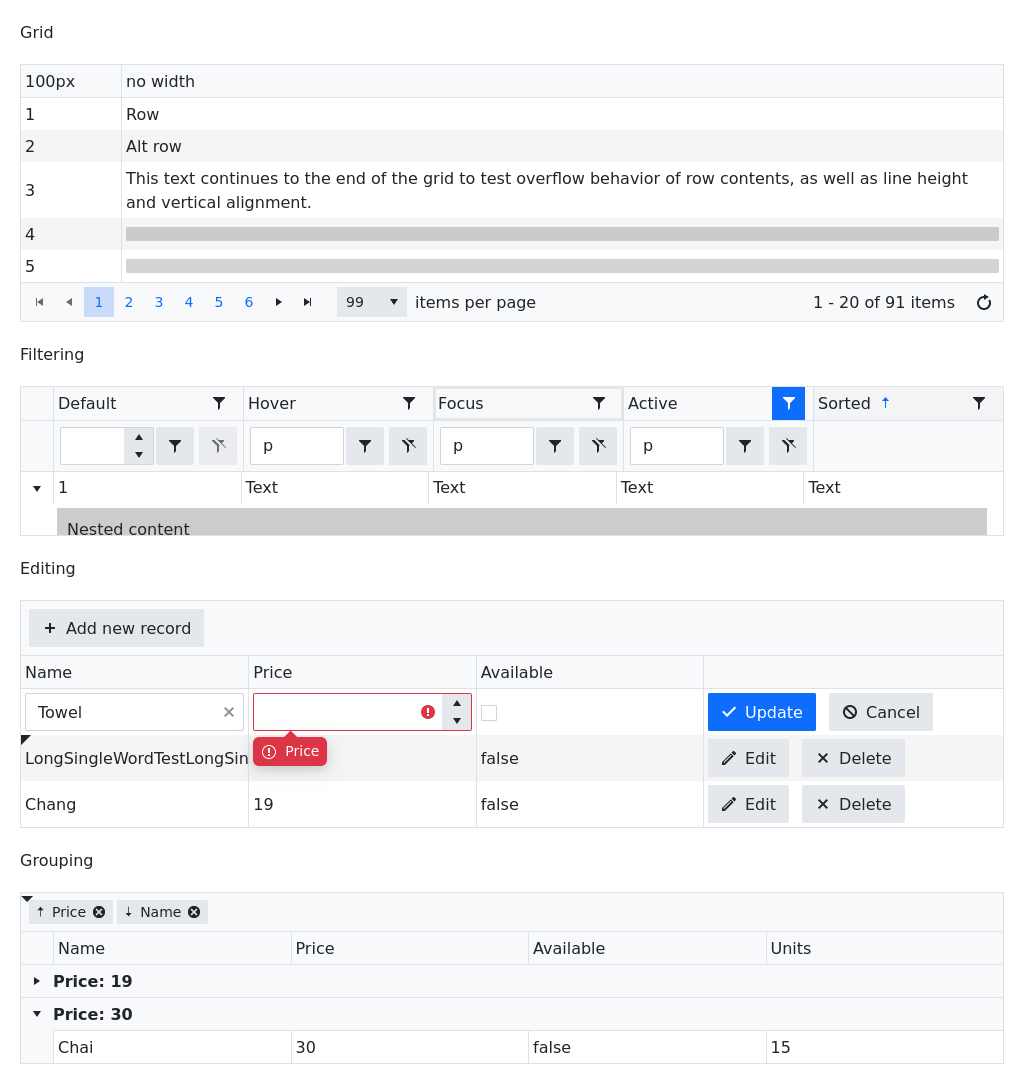 Grid
100px no width
1 Row
2 Alt row
3 This text continues to the end of the grid to test overflow behavior of row contents, as well as line height
and vertical alignment.
4
5
1 2 3 4 5 6 99 items per page 1 - 20 of 91 items
Filtering
Default Hover Focus Active Sorted
p p p
1 Text Text Text Text
Nested content
Editing
Add new record
Name Price Available
Towel Update Cancel
Price
LongSingleWordTestLongSin false Edit Delete
Chang 19 false Edit Delete
Grouping
Price Name
Name Price Available Units
Price: 19
Price: 30
Chai 30 false 15